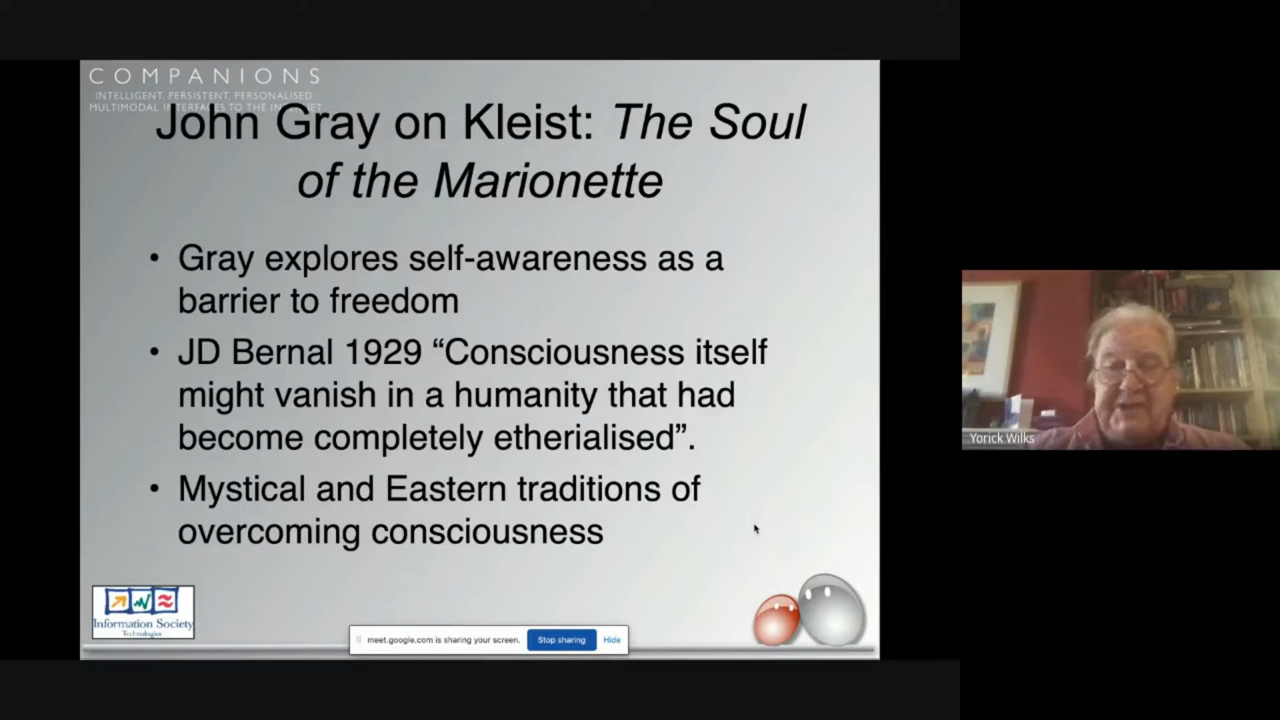 COMPANIONS
INTELLIGENT, PERSISTENT, PERSONALISED
MULTIMODAL INTERFACES TO THE INTERNET
John Gray on Kleist: The Soul
of the Marionette
• Gray explores self-awareness as a
barrier to freedom
• JD Bernal 1929 “Consciousness itself
might vanish in a humanity that had
become completely etherialised”.
• Mystical and Eastern traditions of
overcoming consciousness
Information Society
Technologies
meet.google.com is sharing your screen.
Stop sharing
Hide
Yorick Wilks